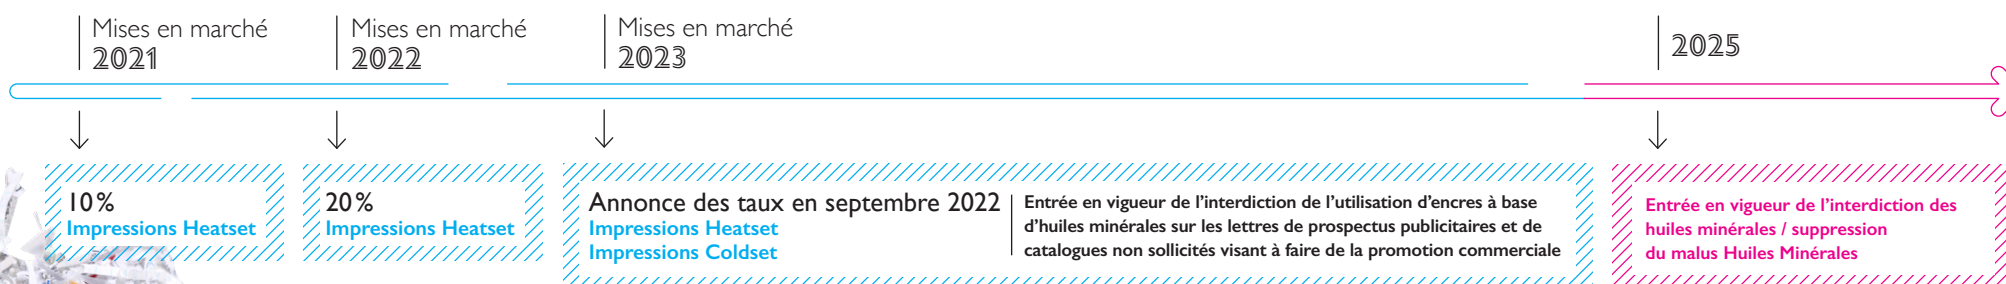 Mises en marché
2021
Mises en marché
2022
Mises en marché
2023
2025
10%
Impressions Heatset
20%
Impressions Heatset
Annonce des taux en septembre 2022
Impressions Heatset
Impressions Coldset
Entrée en vigueur de l’interdiction de l’utilisation d’encres à base
d’huiles minérales sur les lettres de prospectus publicitaires et de
catalogues non sollicités visant à faire de la promotion commerciale
Entrée en vigueur de l’interdiction des
huiles minérales / suppression
du malus Huiles Minérales